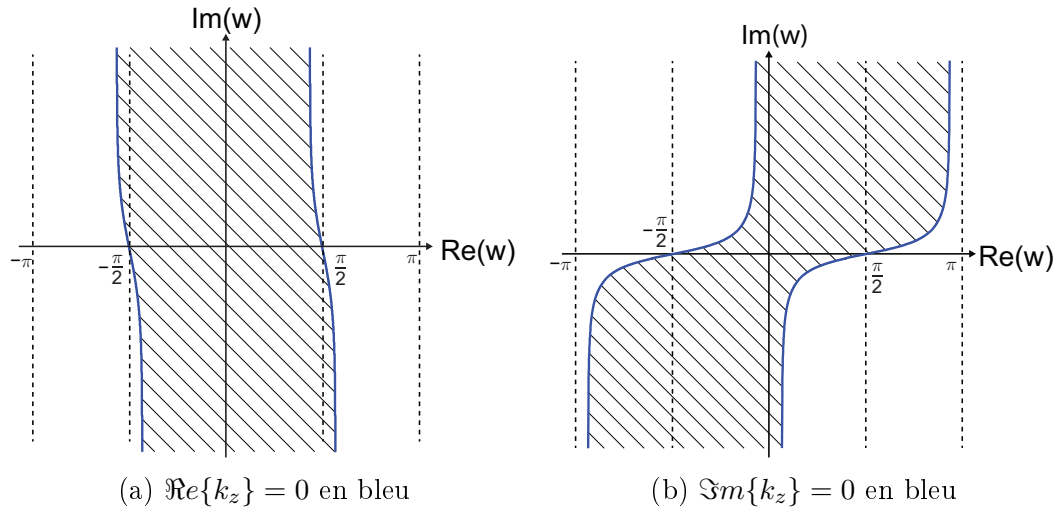 Im(w)
Re(w)
−π
−π/2
π/2
π
(a) ℜe{k_z} = 0 en bleu
Im(w)
Re(w)
−π
−π/2
π/2
π
(b) ℑm{k_z} = 0 en bleu